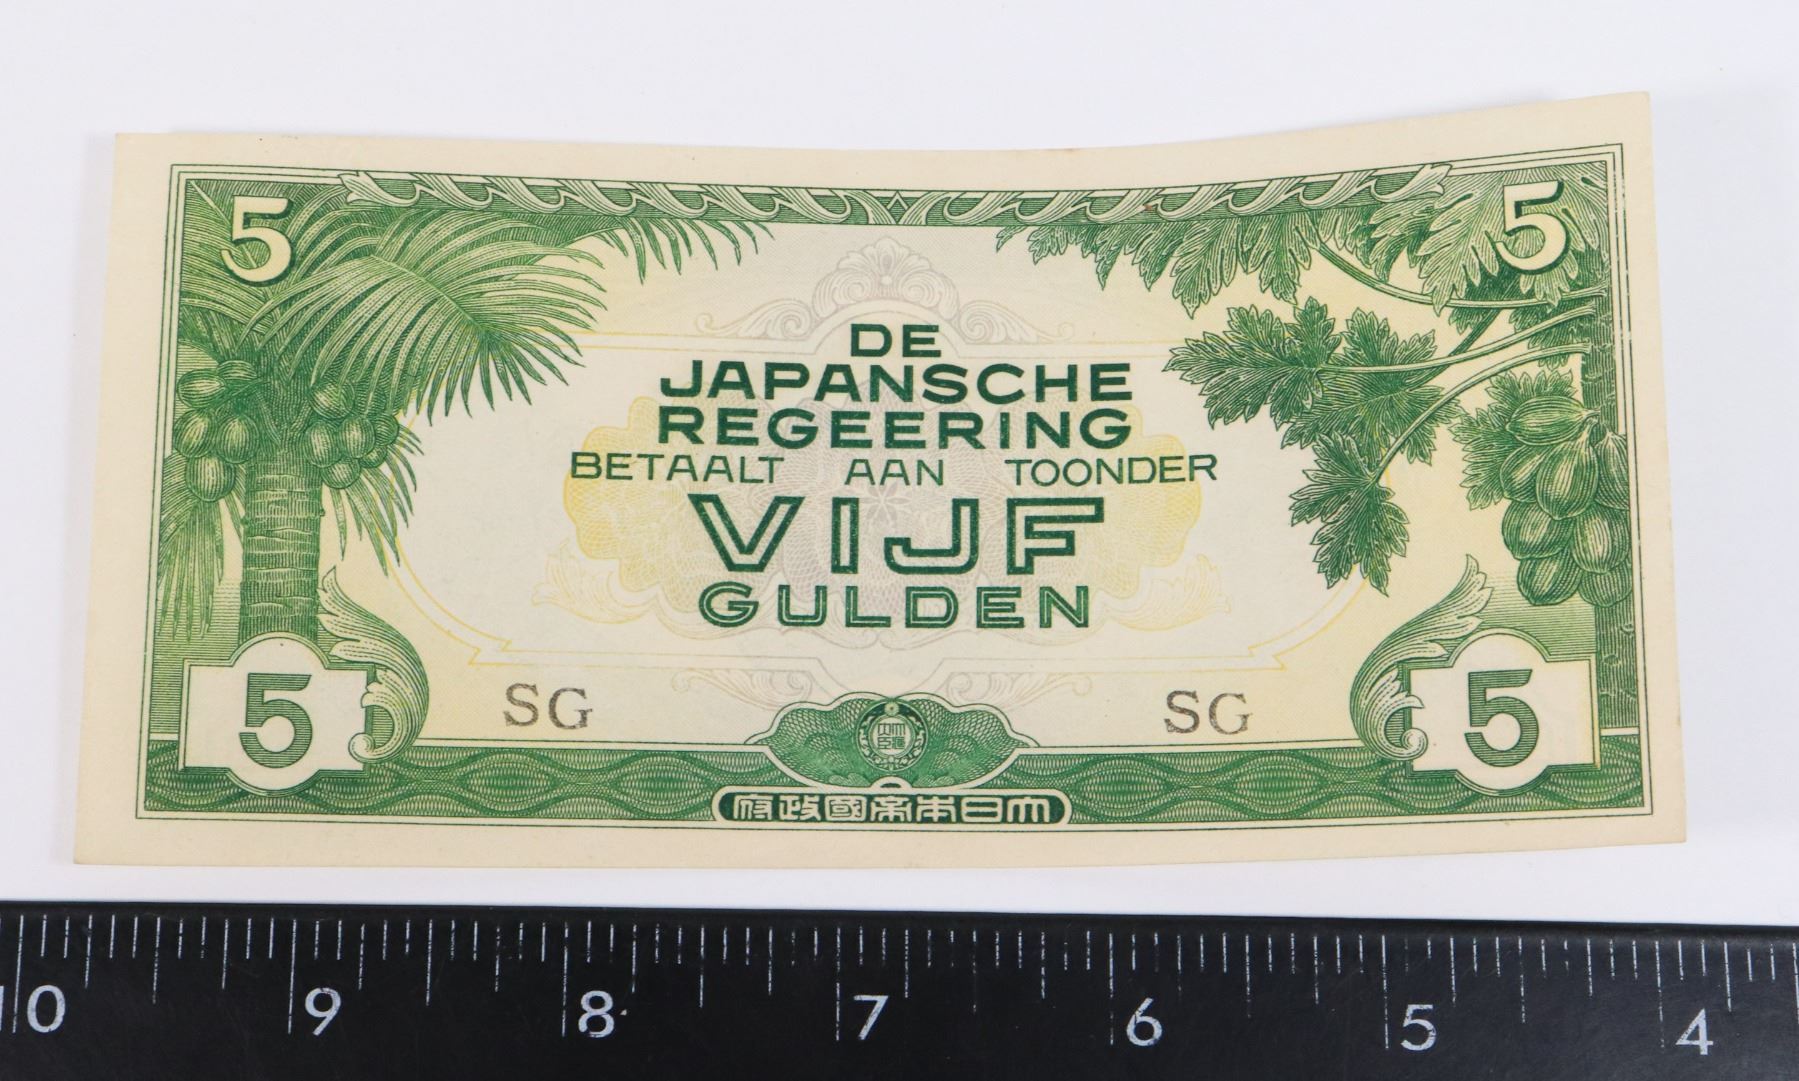 5 5
DE
JAPANSCHE
REGEERING
BETAALT AAN TOONDER
VIJF
GULDEN
5 SG SG 5
府政國帝本日大
10 9 8 7 6 5 4